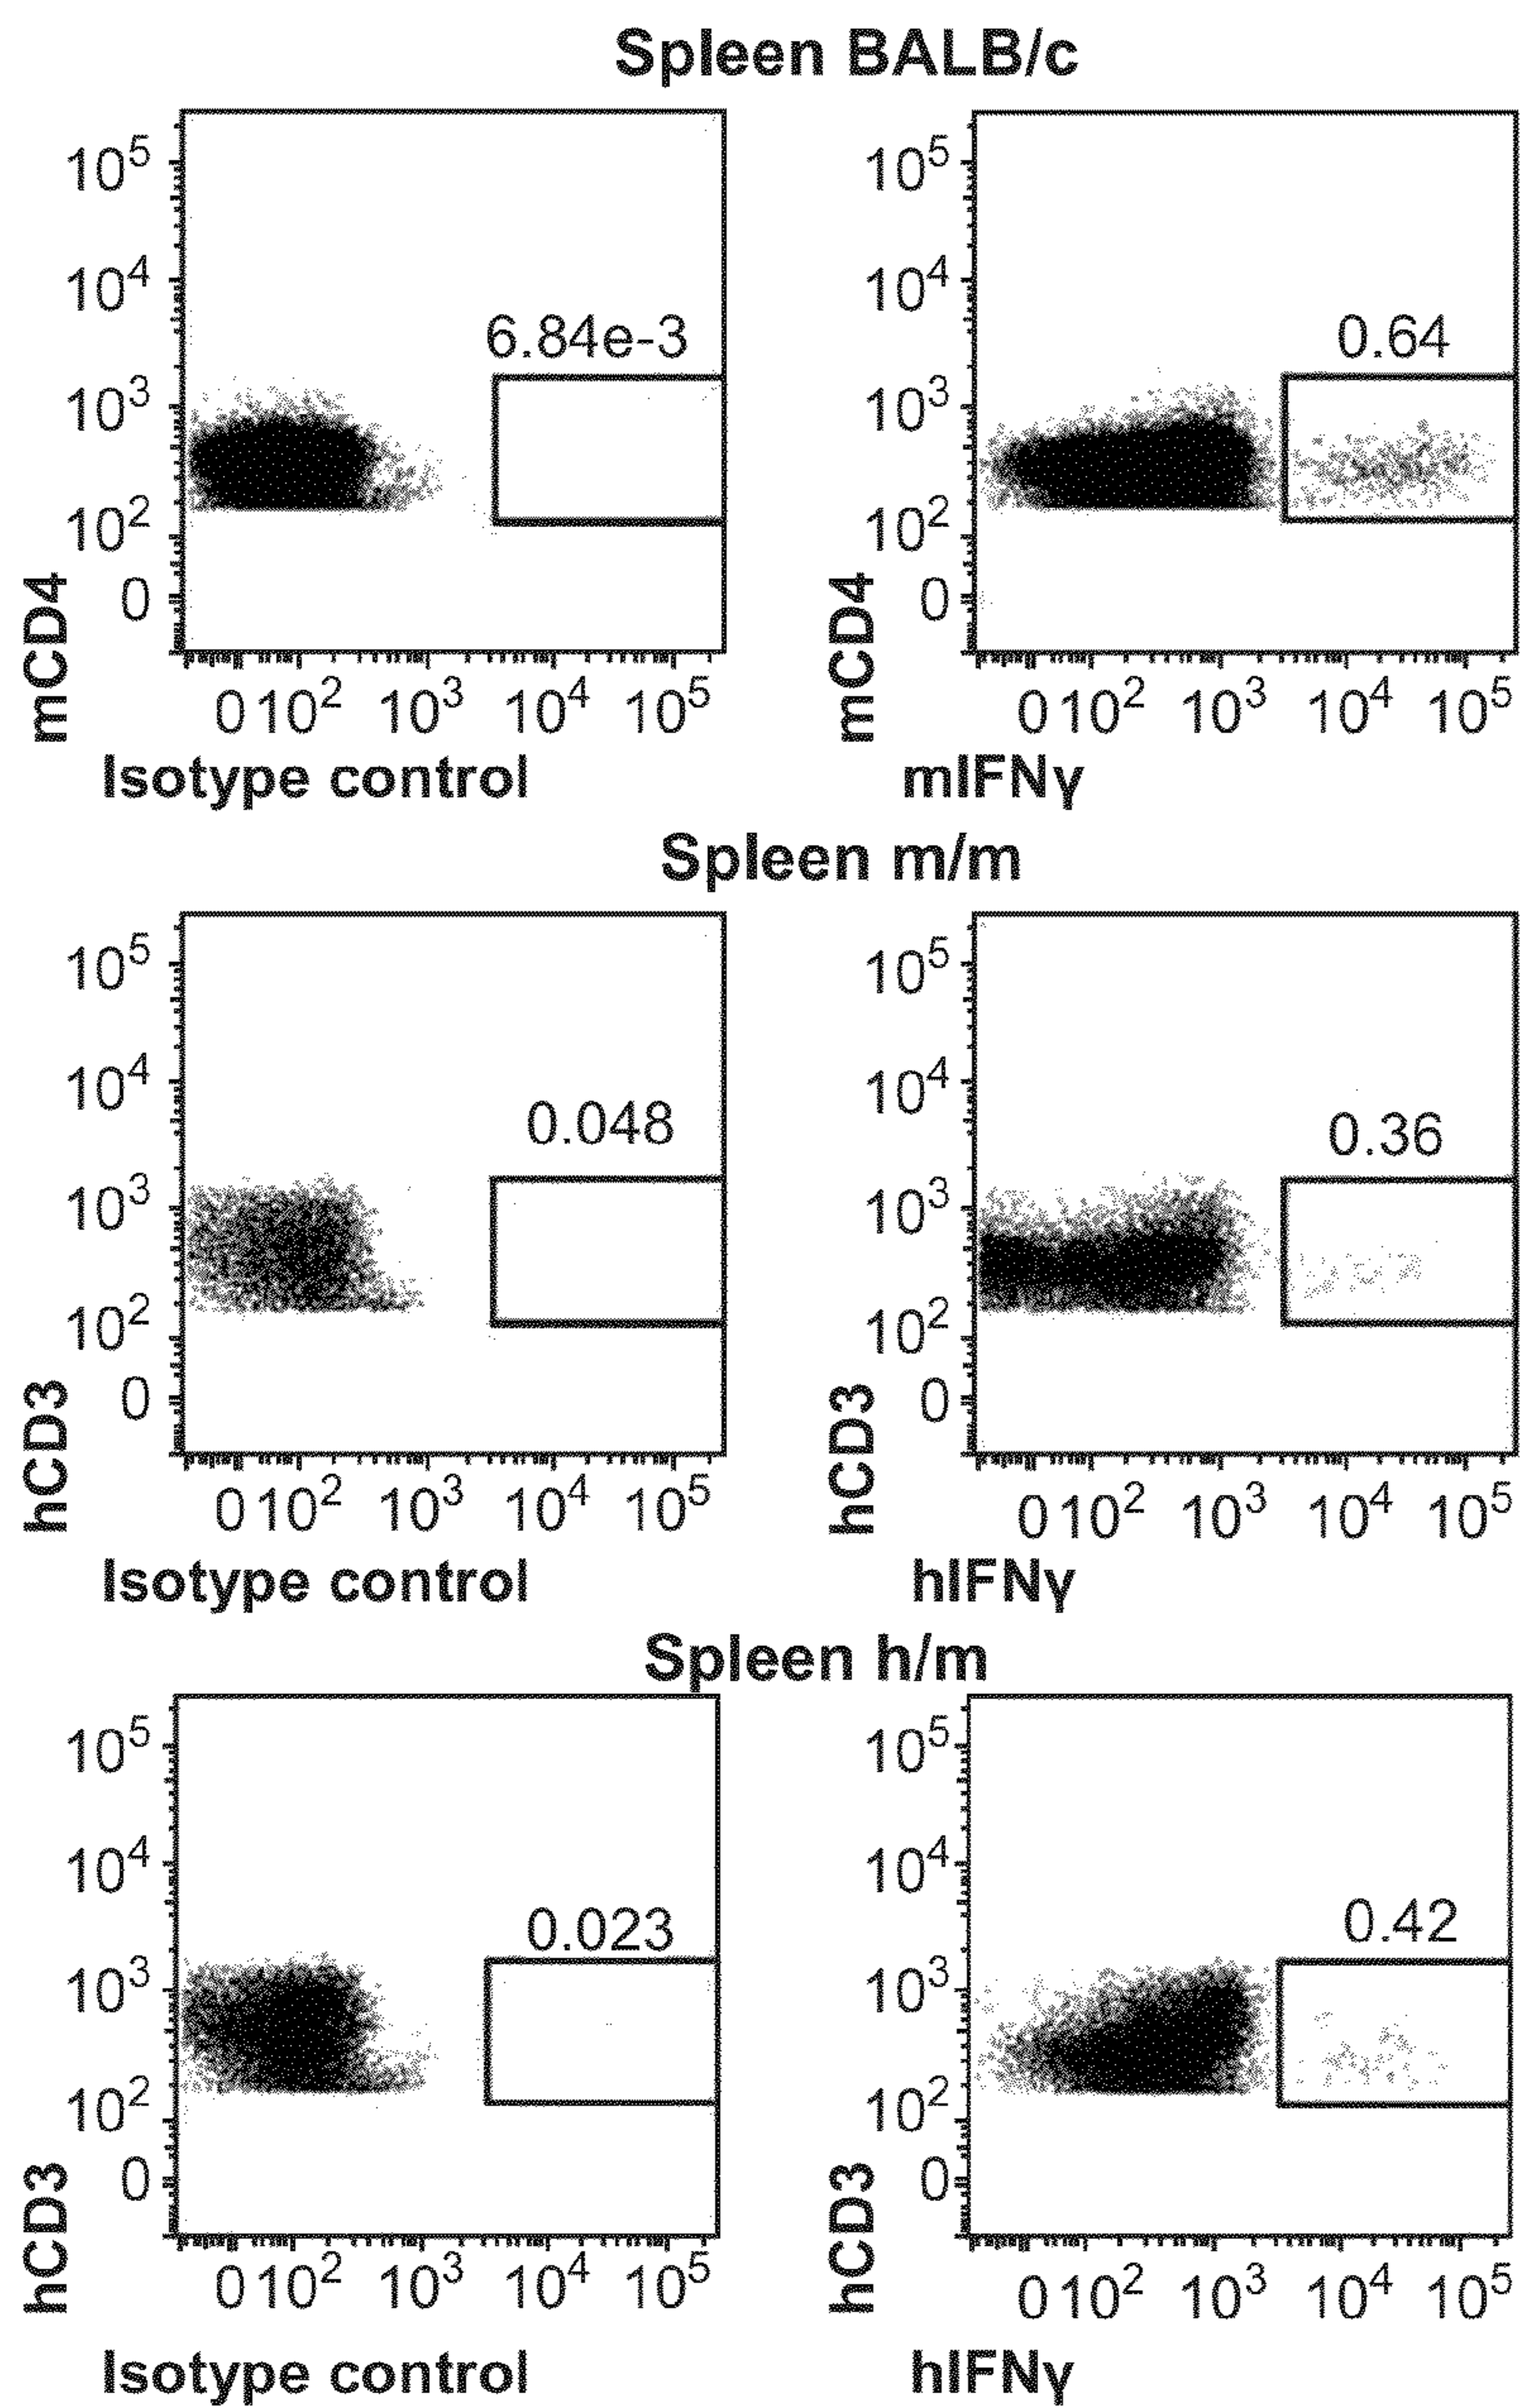 Spleen BALB/c
10^5 10^5
10^4 10^4
6.84e-3 0.64
10^3 10^3
10^2 10^2
0 0
mCD4 mCD4
0 10^2 10^3 10^4 10^5 0 10^2 10^3 10^4 10^5
Isotype control mIFNγ
Spleen m/m
10^5 10^5
10^4 10^4
0.048 0.36
10^3 10^3
10^2 10^2
0 0
hCD3 hCD3
0 10^2 10^3 10^4 10^5 0 10^2 10^3 10^4 10^5
Isotype control hIFNγ
Spleen h/m
10^5 10^5
10^4 10^4
0.023 0.42
10^3 10^3
10^2 10^2
0 0
hCD3 hCD3
0 10^2 10^3 10^4 10^5 0 10^2 10^3 10^4 10^5
Isotype control hIFNγ